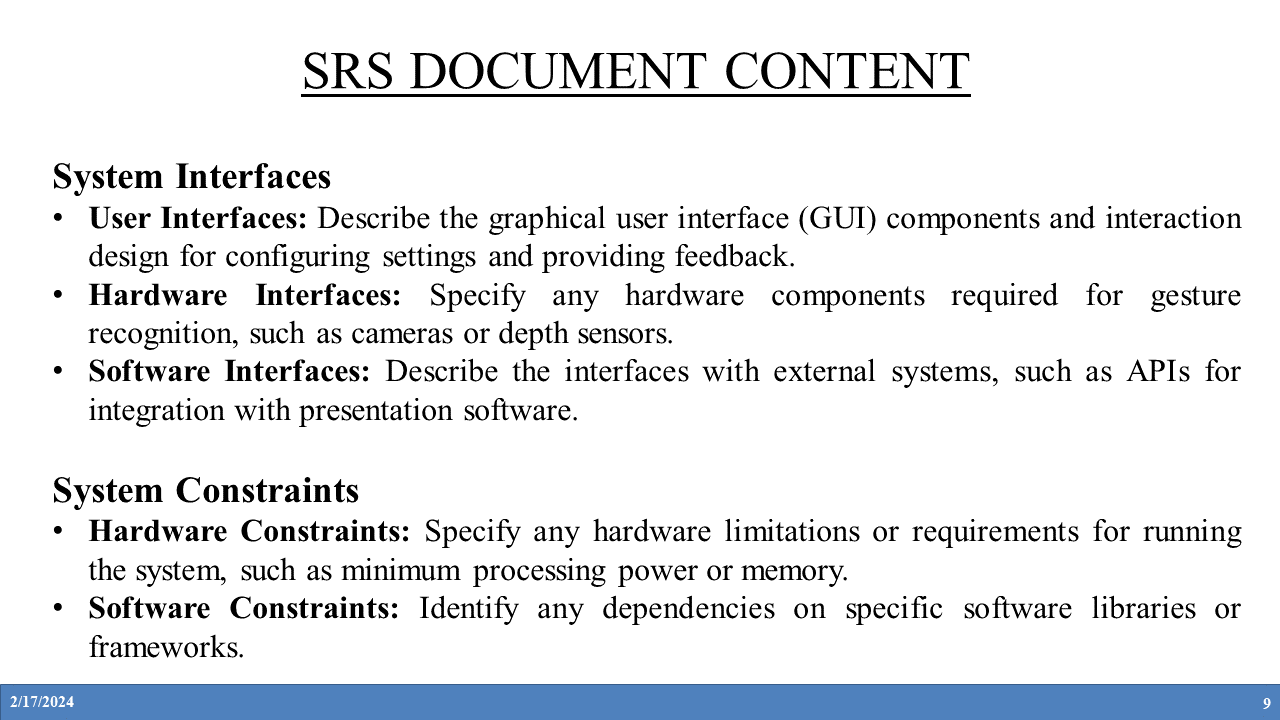 SRS DOCUMENT CONTENT
System Interfaces
• User Interfaces: Describe the graphical user interface (GUI) components and interaction
design for configuring settings and providing feedback.
• Hardware Interfaces: Specify any hardware components required for gesture
recognition, such as cameras or depth sensors.
• Software Interfaces: Describe the interfaces with external systems, such as APIs for
integration with presentation software.
System Constraints
• Hardware Constraints: Specify any hardware limitations or requirements for running
the system, such as minimum processing power or memory.
• Software Constraints: Identify any dependencies on specific software libraries or
frameworks.
2/17/2024
9